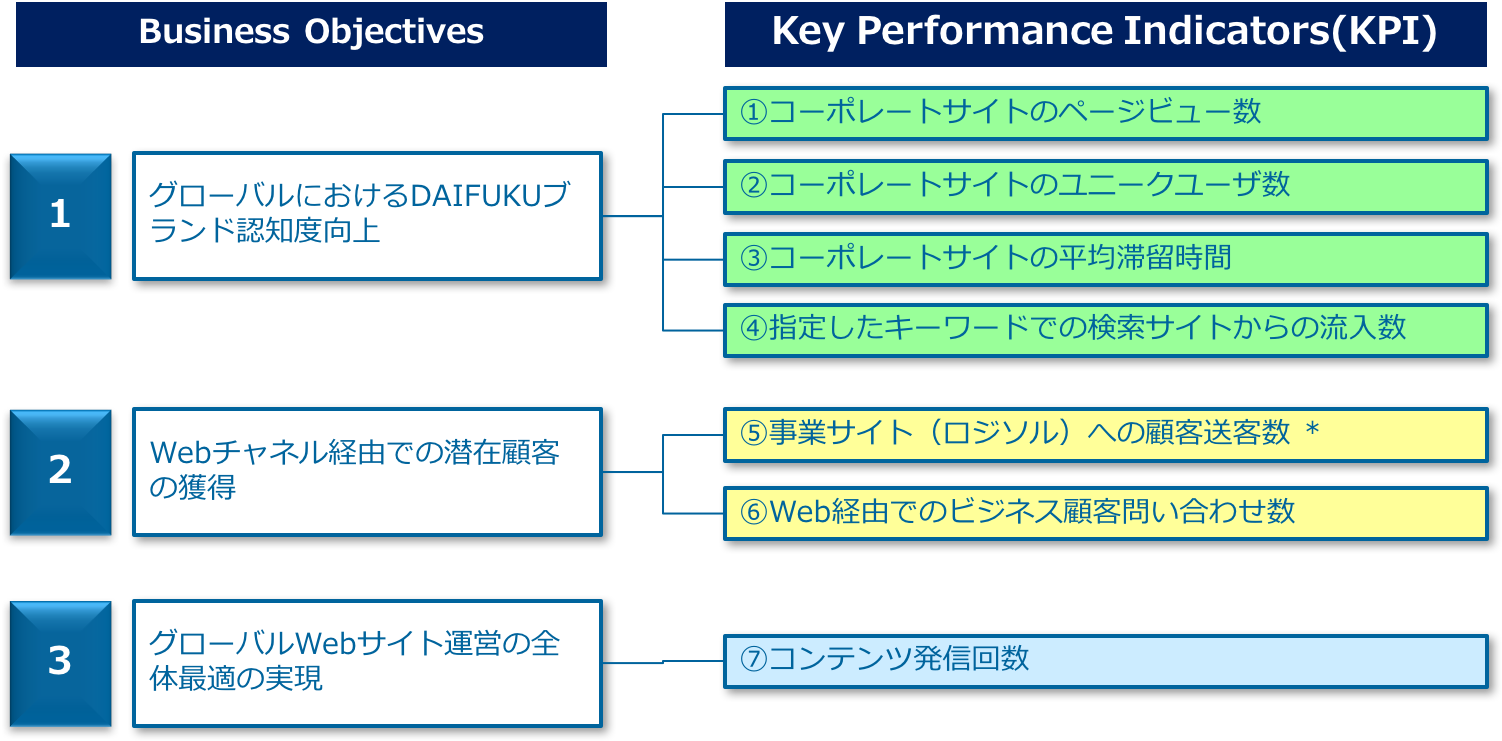 Business Objectives
Key Performance Indicators(KPI)
1
グローバルにおけるDAIFUKUブ
ランド認知度向上
①コーポレートサイトのページビュー数
②コーポレートサイトのユニークユーザ数
③コーポレートサイトの平均滞留時間
④指定したキーワードでの検索サイトからの流入数
2
Webチャネル経由での潜在顧客
の獲得
⑤事業サイト（ロジソル）への顧客送客数 *
⑥Web経由でのビジネス顧客問い合わせ数
3
グローバルWebサイト運営の全
体最適の実現
⑦コンテンツ発信回数